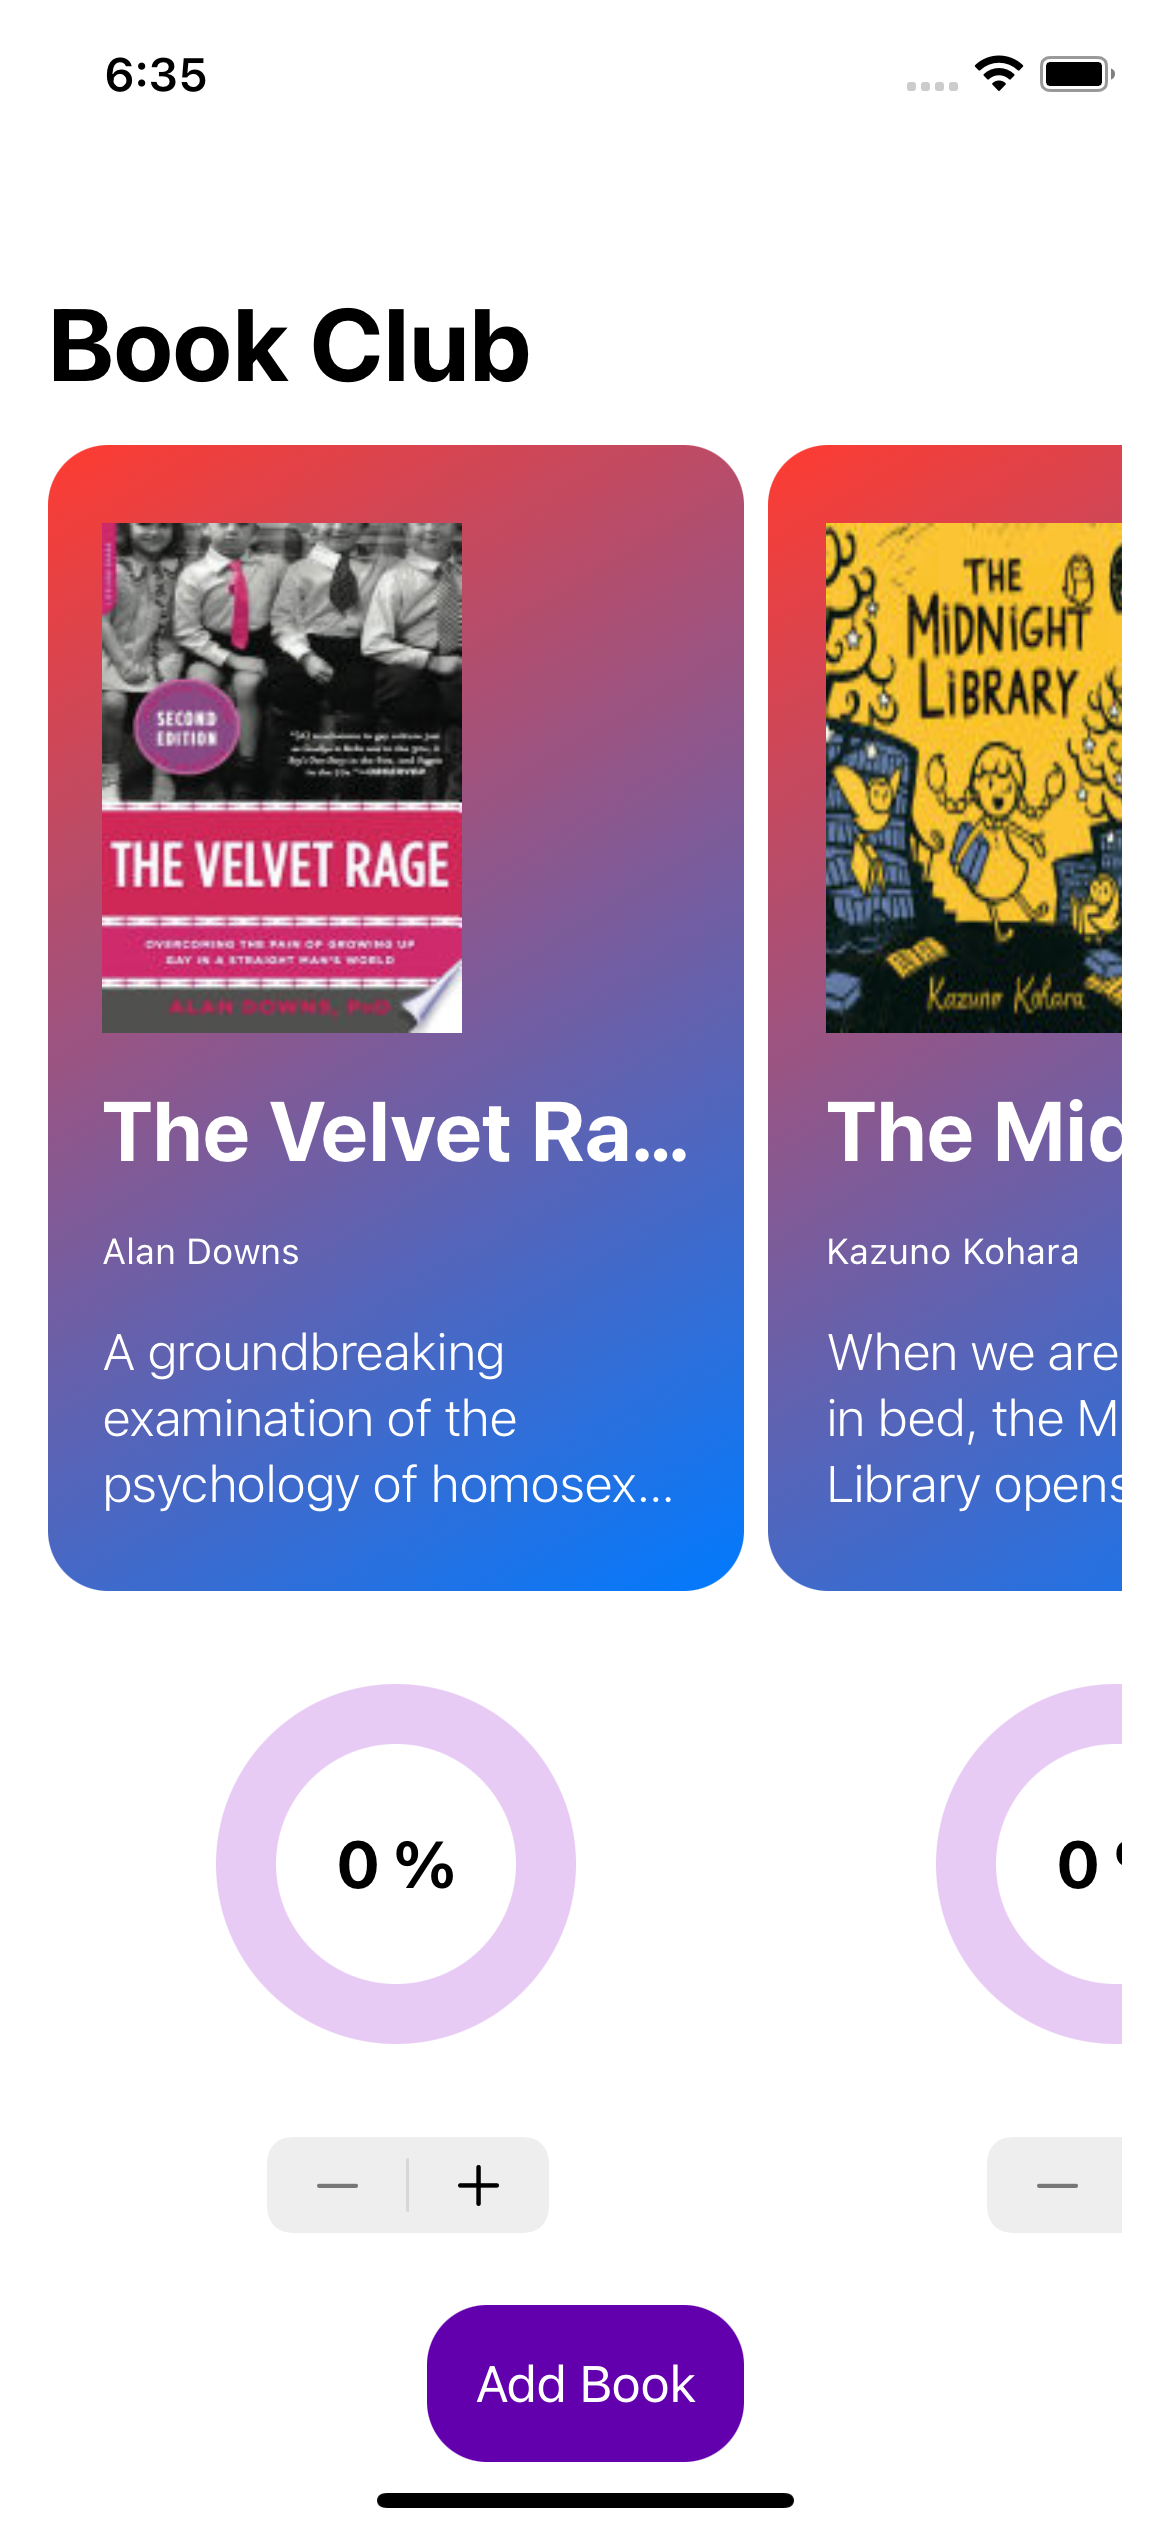 6:35
Book Club
SECOND
EDITION
THE VELVET RAGE
OVERCOMING THE PAIN OF GROWING UP
GAY IN A STRAIGHT MAN'S WORLD
ALAN DOWNS, PhD
The Velvet Ra...
Alan Downs
A groundbreaking
examination of the
psychology of homosex...
THE
MIDNIGHT
LIBRARY
Kazuno Kohara
The Mid
Kazuno Kohara
When we are
in bed, the M
Library opens
0 %
0
Add Book